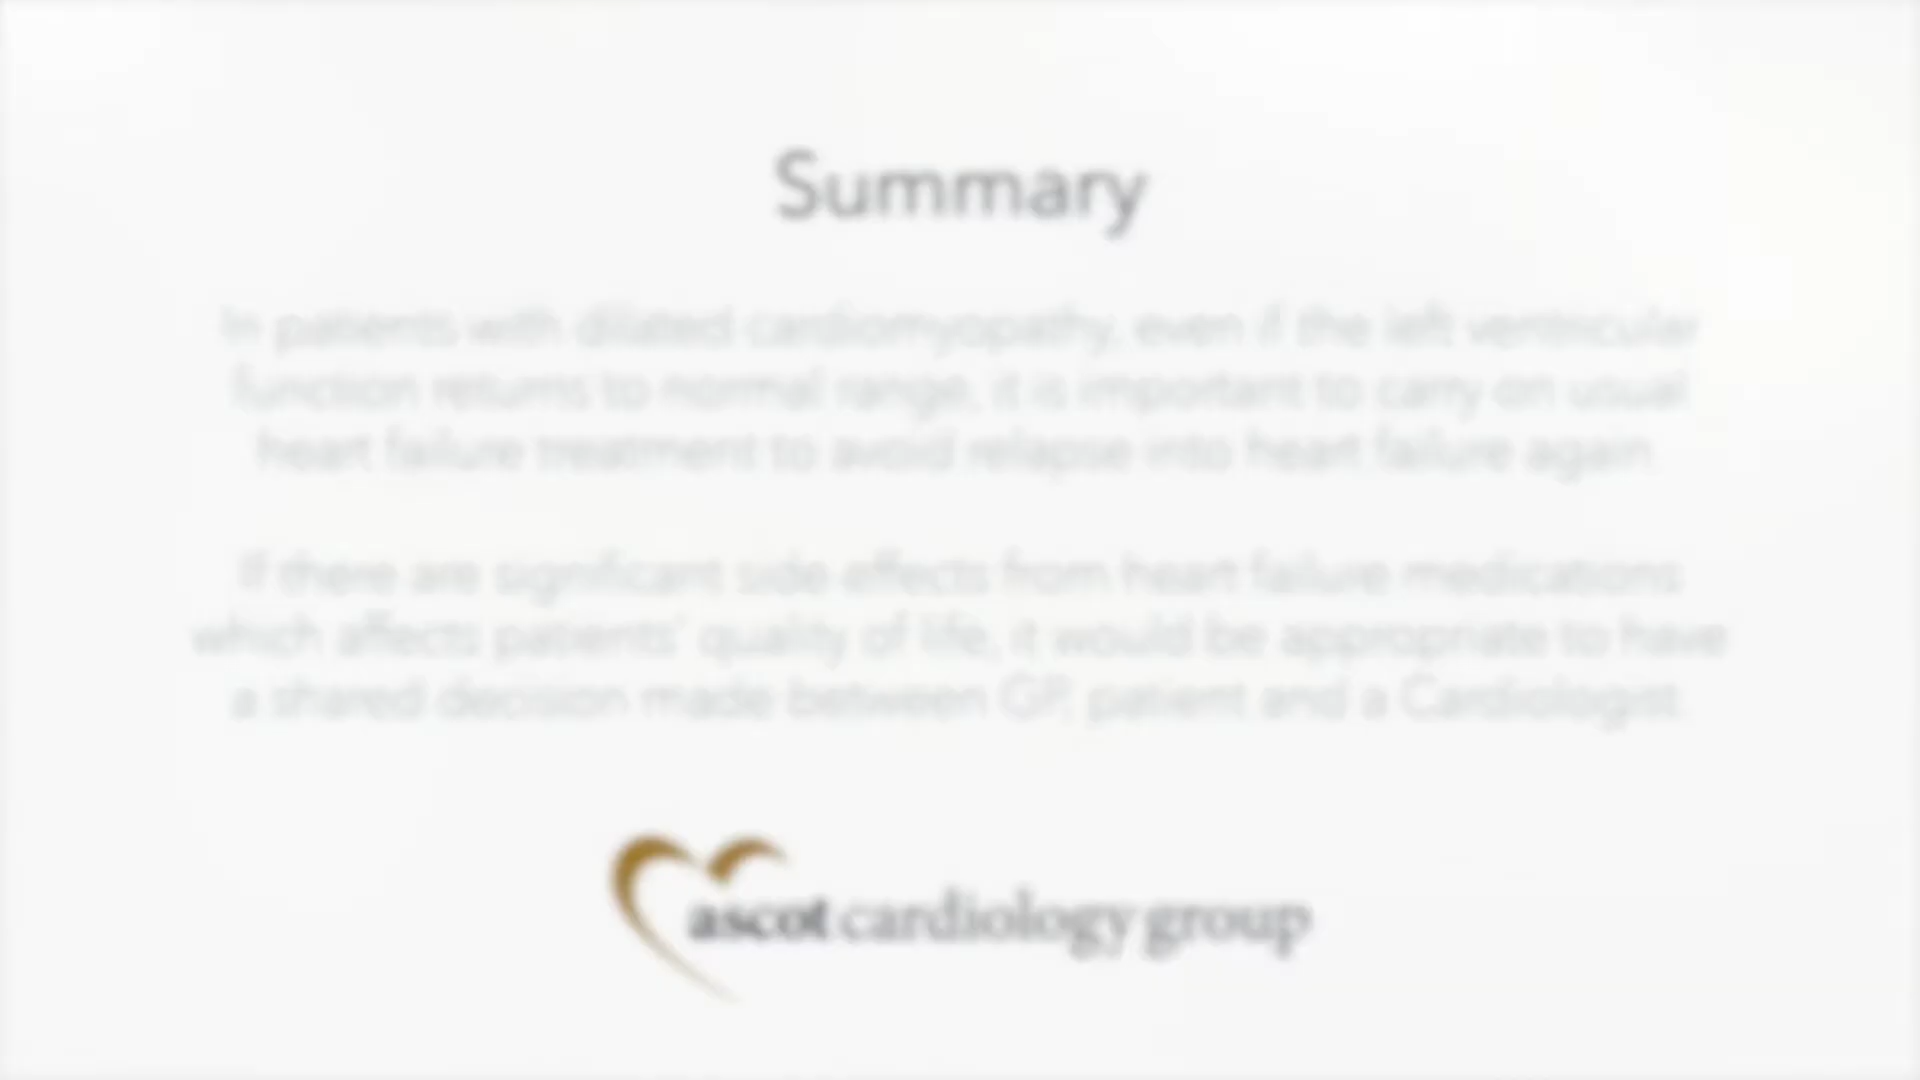 Summary
In patients with dilated cardiomyopathy, even if the left ventricular
function returns to normal range, it is important to carry on usual
heart failure treatment to avoid relapse into heart failure again.
If there are significant side-effects from heart failure medications
which affects patients' quality of life, it would be appropriate to have
a shared decision made between GP, patient and a Cardiologist.
ascot cardiology group